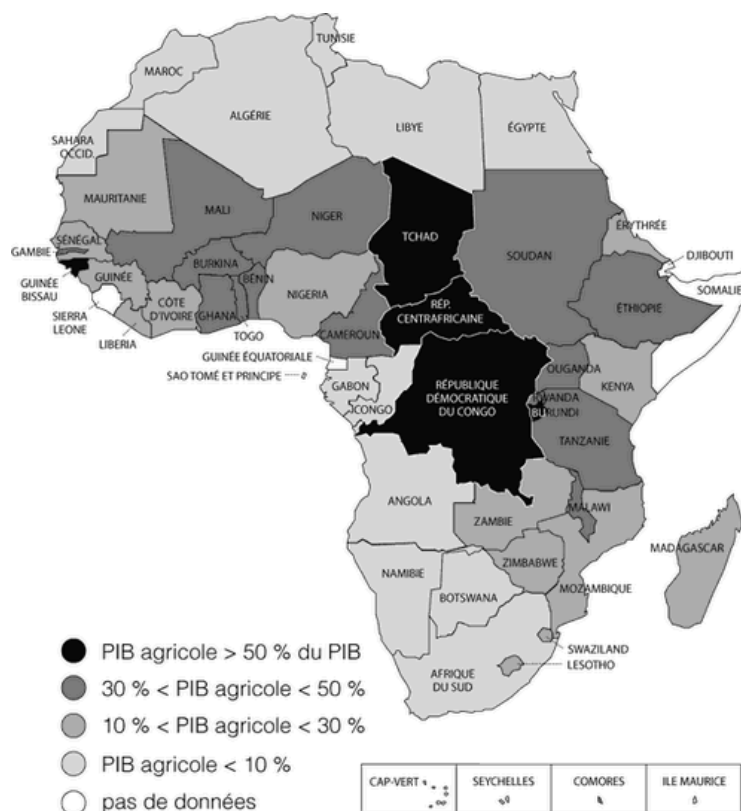 TUNISIE
MAROC
ALGÉRIE
LIBYE
ÉGYPTE
SAHARA
OCCID.
MAURITANIE
MALI
NIGER
TCHAD
SOUDAN
ÉRYTHRÉE
SÉNÉGAL
GAMBIE
DJIBOUTI
GUINÉE
BISSAU
GUINÉE
BURKINA
BÉNIN
NIGERIA
RÉP.
CENTRAFRICAINE
ÉTHIOPIE
SOMALIE
SIERRA
LEONE
CÔTE
D'IVOIRE
GHANA
LIBERIA
TOGO
CAMEROUN
GUINÉE ÉQUATORIALE
SAO TOMÉ ET PRINCIPE
GABON
CONGO
RÉPUBLIQUE
DÉMOCRATIQUE
DU CONGO
OUGANDA
KENYA
RWANDA
BURUNDI
TANZANIE
ANGOLA
ZAMBIE
MALAWI
MADAGASCAR
ZIMBABWE
MOZAMBIQUE
NAMIBIE
BOTSWANA
SWAZILAND
LESOTHO
AFRIQUE
DU SUD
PIB agricole > 50 % du PIB
30 % < PIB agricole < 50 %
10 % < PIB agricole < 30 %
PIB agricole < 10 %
pas de données
CAP-VERT
SEYCHELLES
COMORES
ILE MAURICE